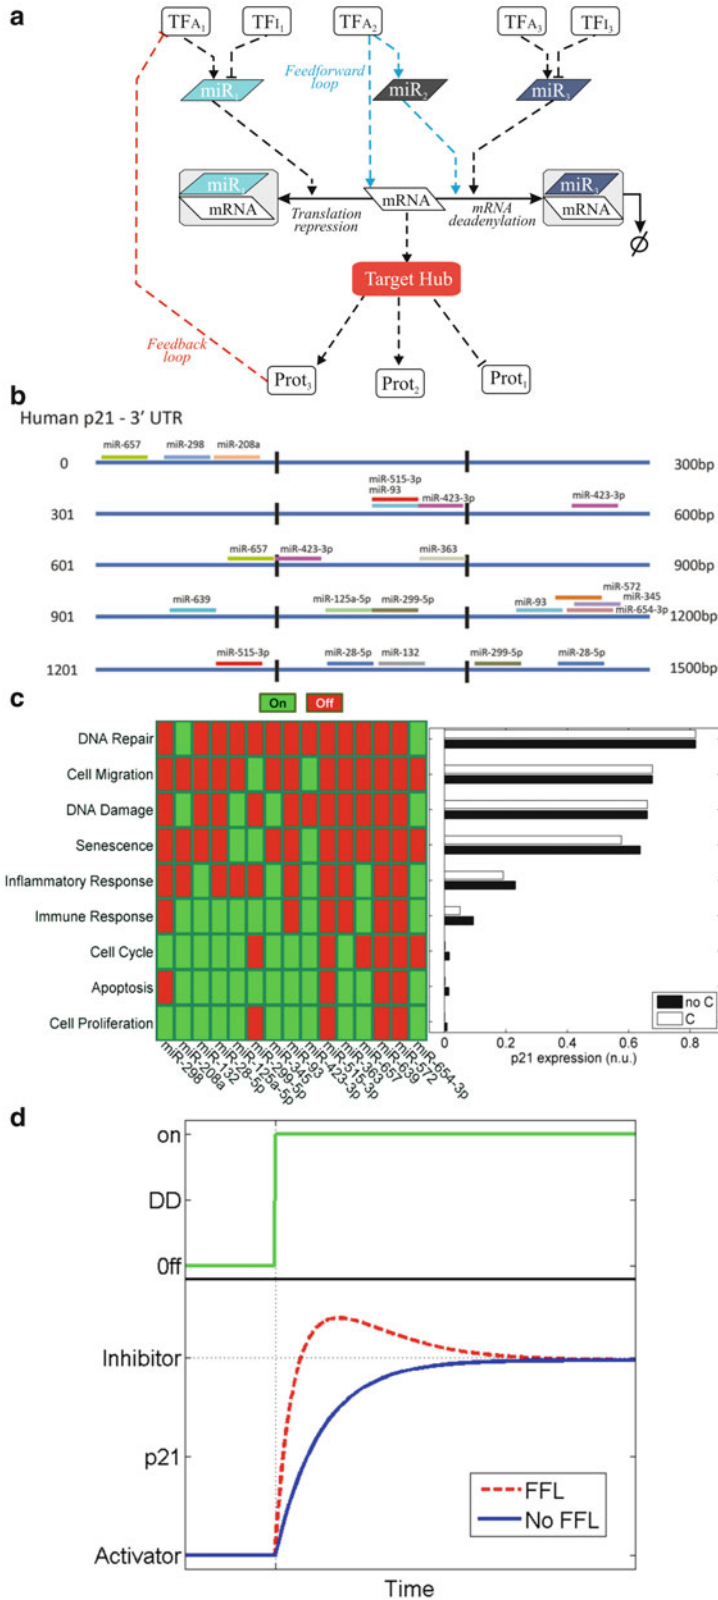 a
TFA1 TFI1 TFA2 TFA3 TFI3
Feedforward
loop
miR1 miR2 miR3
miR1 miR3
mRNA mRNA mRNA
Translation
repression
mRNA
deadenylation
Ø
Target Hub
Feedback
loop
Prot3 Prot2 Prot1
b
Human p21 - 3' UTR
miR-657 miR-298 miR-208a
0 300bp
miR-515-3p
miR-93 miR-423-3p miR-423-3p
301 600bp
miR-657 miR-423-3p miR-363
601 900bp
miR-572
miR-639 miR-125a-5p miR-299-5p miR-93 miR-345
miR-654-3p
901 1200bp
miR-515-3p miR-28-5p miR-132 miR-299-5p miR-28-5p
1201 1500bp
c
On Off
DNA Repair
Cell Migration
DNA Damage
Senescence
Inflammatory Response
Immune Response
Cell Cycle
Apoptosis
Cell Proliferation
miR-298
miR-208a
miR-132
miR-28-5p
miR-125a-5p
miR-299-5p
miR-345
miR-93
miR-423-3p
miR-515-3p
miR-363
miR-657
miR-639
miR-572
miR-654-3p
no C
C
0 0.2 0.4 0.6 0.8
p21 expression (n.u.)
d
on
DD
0ff
Inhibitor
p21
Activator
FFL
No FFL
Time